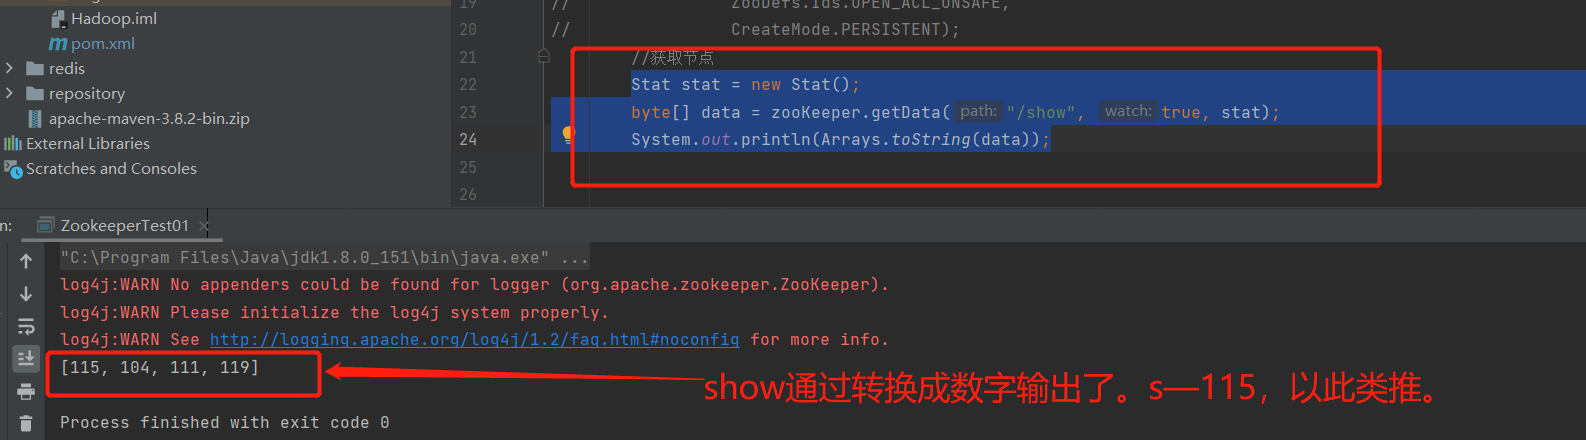 Hadoop.iml
pom.xml
redis
repository
apache-maven-3.8.2-bin.zip
External Libraries
Scratches and Consoles
19 // ZooDefs.Ids.OPEN_ACL_UNSAFE,
20 // CreateMode.PERSISTENT);
21 //获取节点
22 Stat stat = new Stat();
23 byte[] data = zooKeeper.getData( path: "/show", watch: true, stat);
24 System.out.println(Arrays.toString(data));
25
26
n: ZookeeperTest01 ×
"C:\Program Files\Java\jdk1.8.0_151\bin\java.exe" ...
log4j:WARN No appenders could be found for logger (org.apache.zookeeper.ZooKeeper).
log4j:WARN Please initialize the log4j system properly.
log4j:WARN See http://logging.apache.org/log4j/1.2/faq.html#noconfig for more info.
[115, 104, 111, 119]
show通过转换成数字输出了。s—115，以此类推。
Process finished with exit code 0